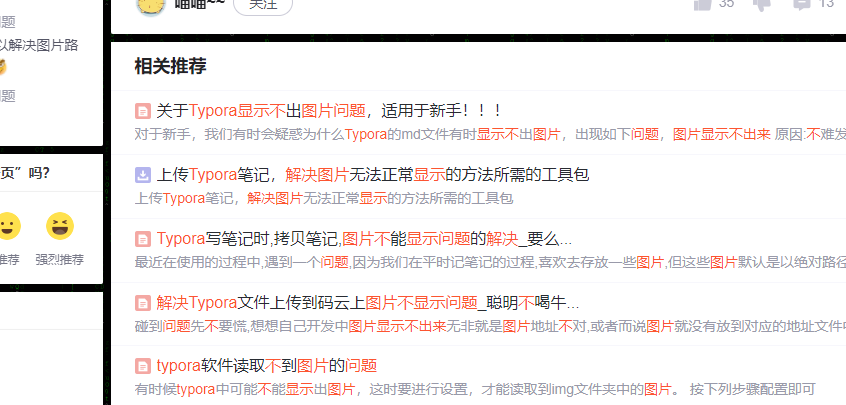 喵喵~~
关注
35
13
问题
以解决图片路
问题
页”吗?
推荐
强烈推荐
相关推荐
关于Typora显示不出图片问题，适用于新手！！！
对于新手，我们有时会疑惑为什么Typora的md文件有时显示不出图片，出现如下问题，图片显示不出来 原因:不难发
上传Typora笔记，解决图片无法正常显示的方法所需的工具包
上传Typora笔记，解决图片无法正常显示的方法所需的工具包
Typora写笔记时,拷贝笔记,图片不能显示问题的解决_要么...
最近在使用的过程中,遇到一个问题,因为我们在平时记笔记的过程,喜欢去存放一些图片,但这些图片默认是以绝对路径
解决Typora文件上传到码云上图片不显示问题_聪明不喝牛...
碰到问题先不要慌,想想自己开发中图片显示不出来无非就是图片地址不对,或者而说图片就没有放到对应的地址文件中
typora软件读取不到图片的问题
有时候typora中可能不能显示出图片，这时要进行设置，才能读取到img文件夹中的图片。 按下列步骤配置即可